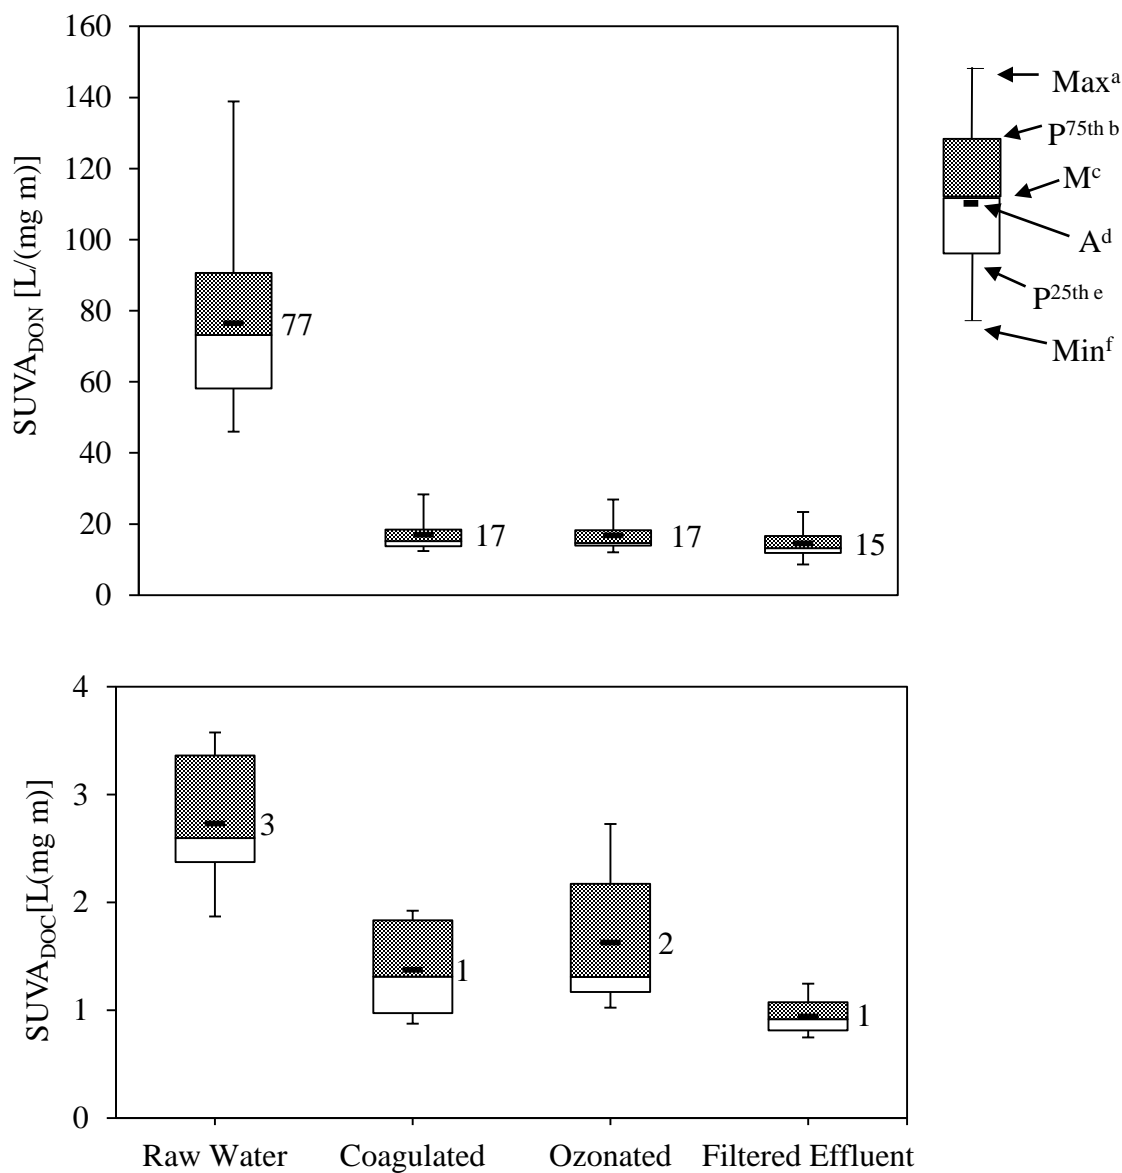 SUVA_DON [L/(mg m)]
160
140
120
100
80
60
40
20
0
77
17
17
15
Max^a
P^75th b
M^c
A^d
P^25th e
Min^f
SUVA_DOC[L(mg m)]
4
3
2
1
0
3
1
2
1
Raw Water Coagulated Ozonated Filtered Effluent